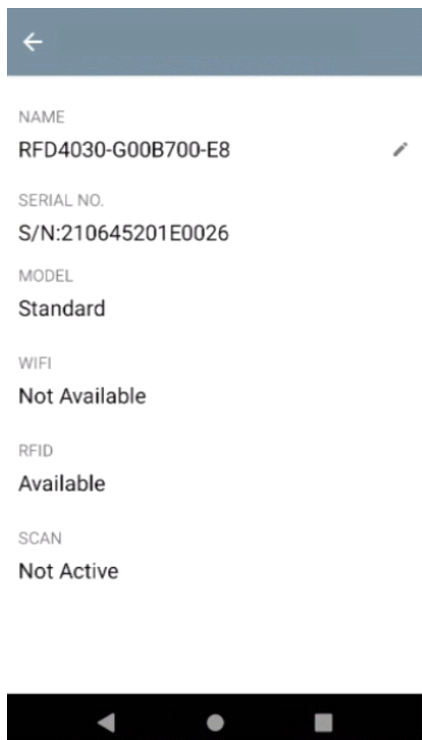 NAME
RFD4030-G00B700-E8
SERIAL NO.
S/N:210645201E0026
MODEL
Standard
WIFI
Not Available
RFID
Available
SCAN
Not Active